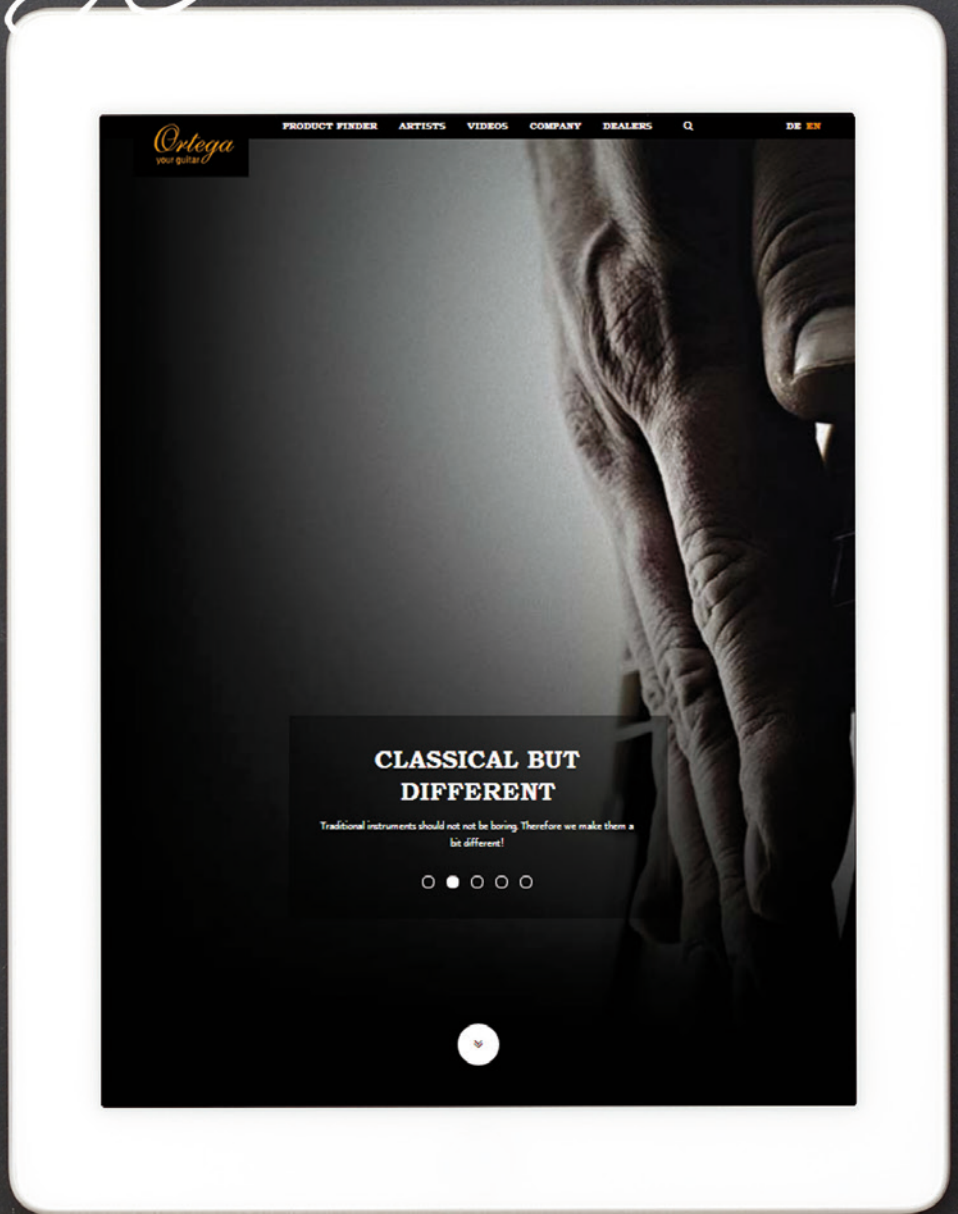 Ortega
your guitar
PRODUCT FINDER ARTISTS VIDEOS COMPANY DEALERS DE EN
CLASSICAL BUT
DIFFERENT
Traditional instruments should not not be boring. Therefore we make them a
bit different!